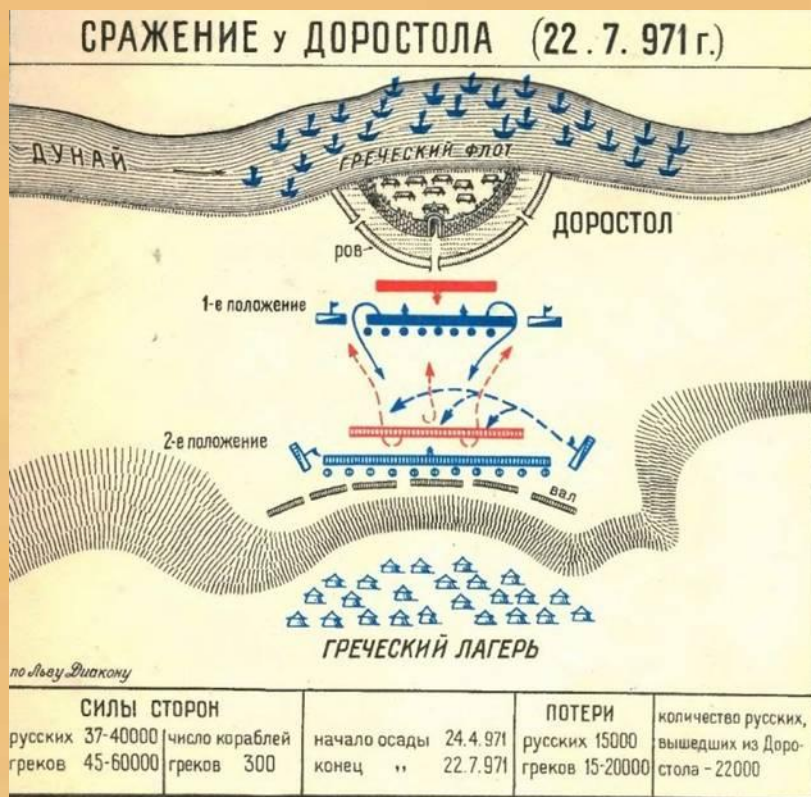 СРАЖЕНИЕ у ДОРОСТОЛА (22.7.971г.)
ДУНАЙ
ГРЕЧЕСКИЙ ФЛОТ
ДОРОСТОЛ
ров
1-е положение
2-е положение
вал
ГРЕЧЕСКИЙ ЛАГЕРЬ
по Льву Диакону
СИЛЫ СТОРОН
русских 37-40000
греков 45-60000
число кораблей
греков 300
начало осады 24.4.971
конец „ 22.7.971
ПОТЕРИ
русских 15000
греков 15-20000
количество русских,
вышедших из Доро-
стола - 22000